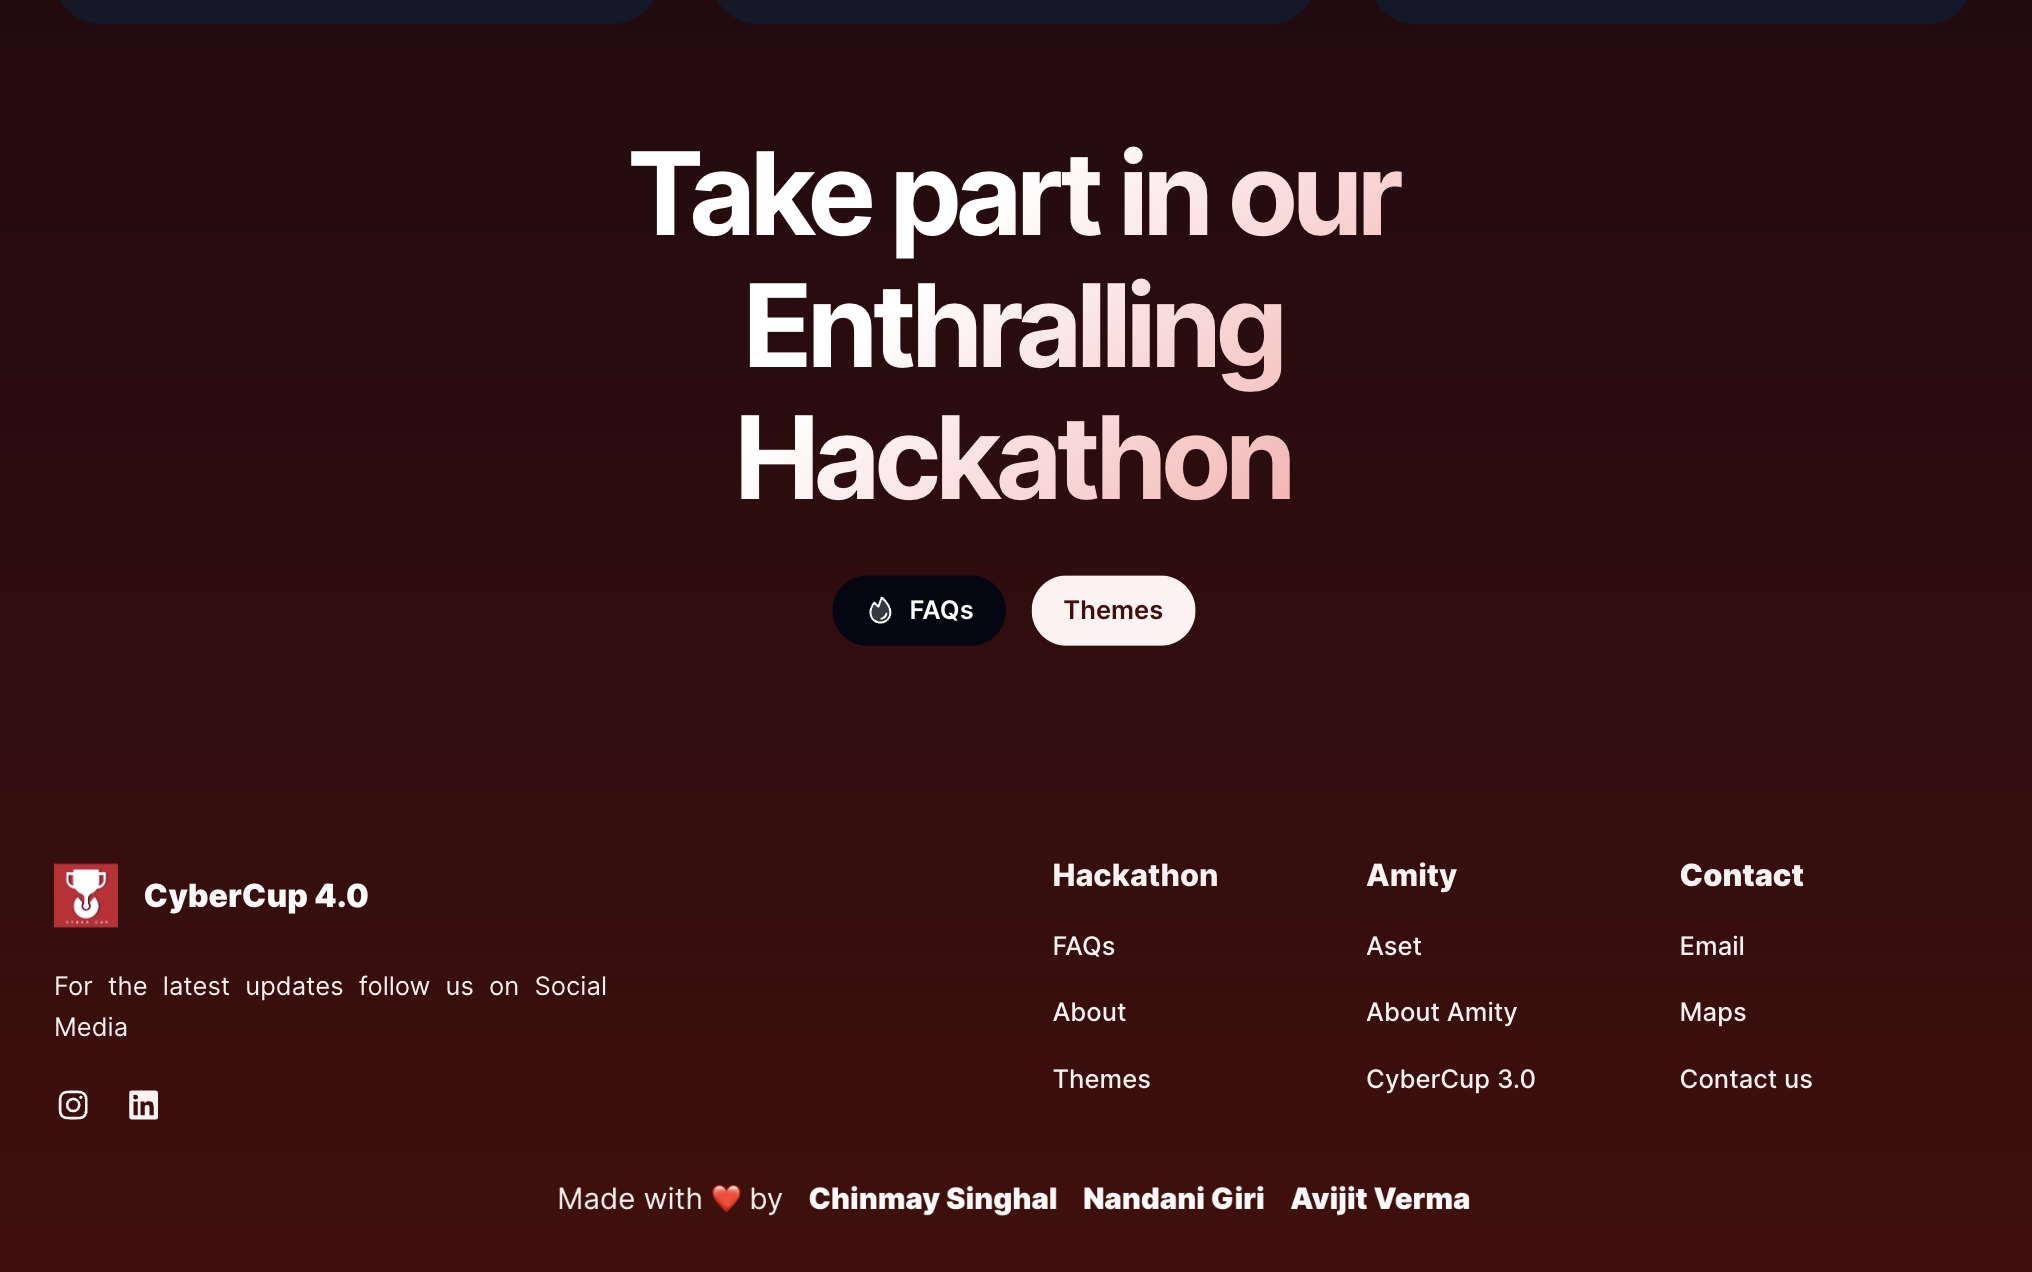 Take part in our
Enthralling
Hackathon
FAQs
Themes
CyberCup 4.0
For the latest updates follow us on Social
Media
Hackathon
FAQs
About
Themes
Amity
Aset
About Amity
CyberCup 3.0
Contact
Email
Maps
Contact us
Made with ❤️ by Chinmay Singhal Nandani Giri Avijit Verma